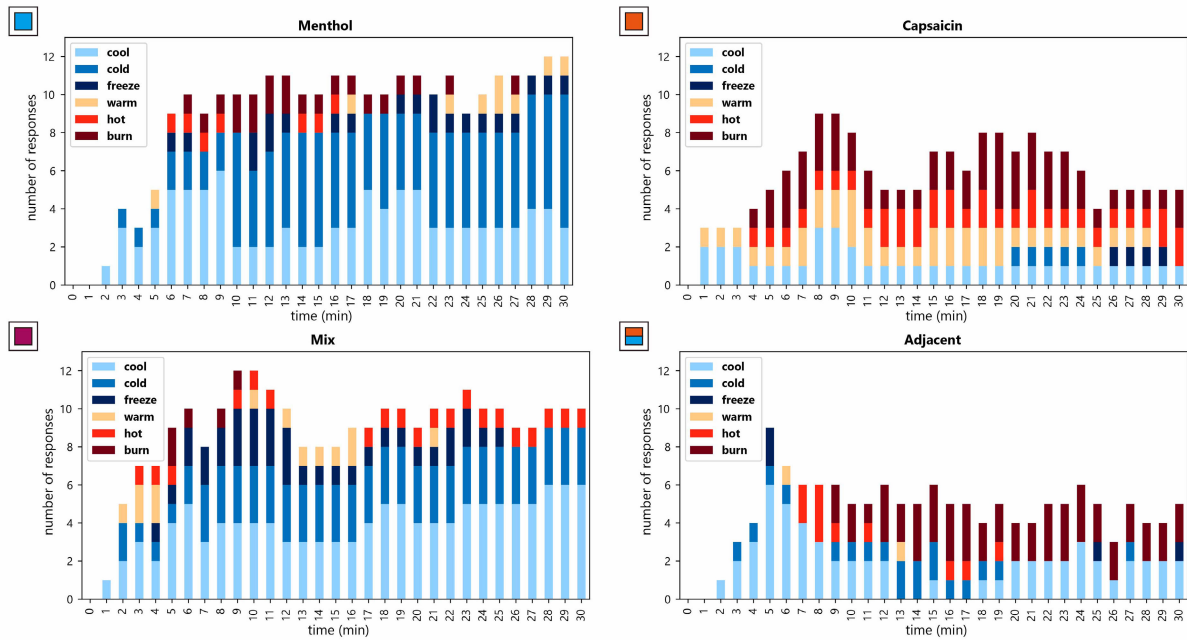 Menthol
12
10
8
6
4
2
0
number of responses
cool
cold
freeze
warm
hot
burn
0 1 2 3 4 5 6 7 8 9 10 11 12 13 14 15 16 17 18 19 20 21 22 23 24 25 26 27 28 29 30
time (min)
Capsaicin
12
10
8
6
4
2
0
number of responses
cool
cold
freeze
warm
hot
burn
0 1 2 3 4 5 6 7 8 9 10 11 12 13 14 15 16 17 18 19 20 21 22 23 24 25 26 27 28 29 30
time (min)
Mix
12
10
8
6
4
2
0
number of responses
cool
cold
freeze
warm
hot
burn
0 1 2 3 4 5 6 7 8 9 10 11 12 13 14 15 16 17 18 19 20 21 22 23 24 25 26 27 28 29 30
time (min)
Adjacent
12
10
8
6
4
2
0
number of responses
cool
cold
freeze
warm
hot
burn
0 1 2 3 4 5 6 7 8 9 10 11 12 13 14 15 16 17 18 19 20 21 22 23 24 25 26 27 28 29 30
time (min)